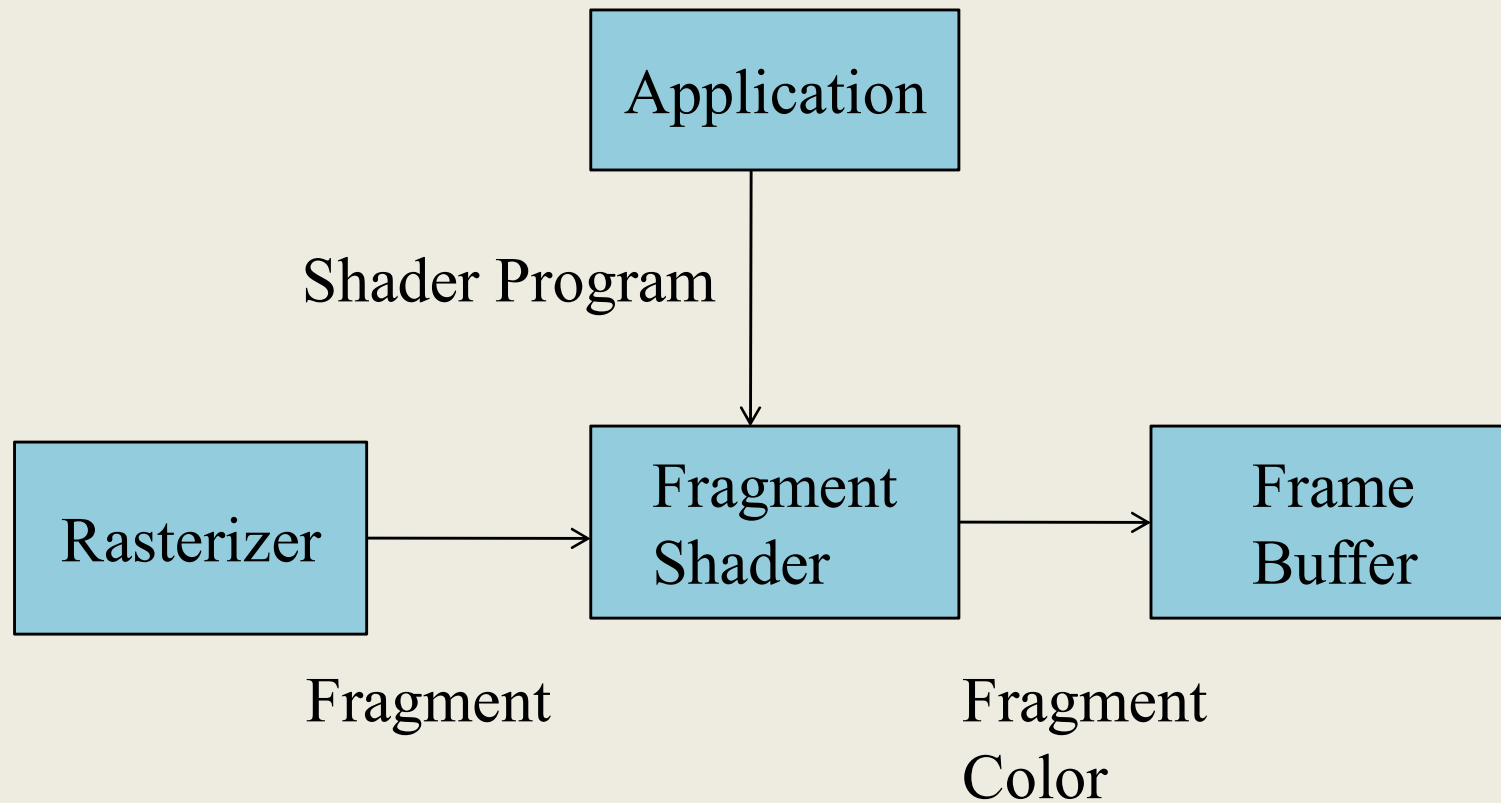 Application
Shader Program
Rasterizer
Fragment
Shader
Frame
Buffer
Fragment
Fragment
Color